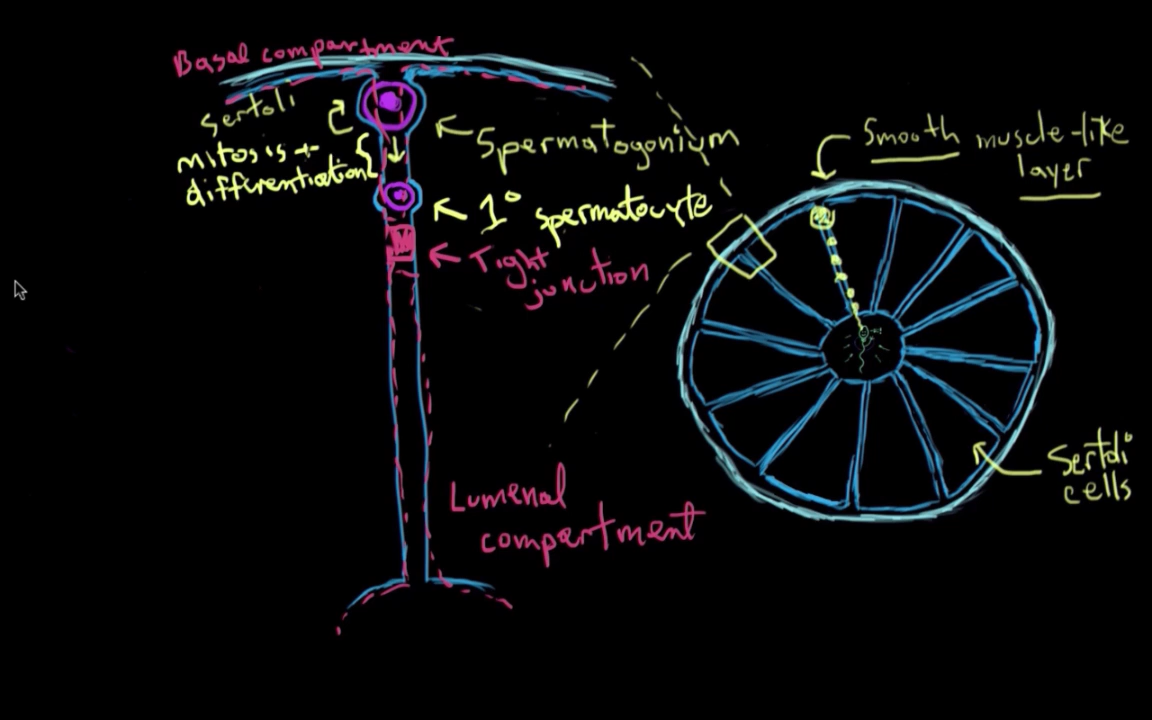 Basal compartment
Sertoli
mitosis +
differentiation
Spermatogonium
1° spermatocyte
Tight
junction
Lumenal
compartment
Smooth muscle-like
layer
Sertoli
cells